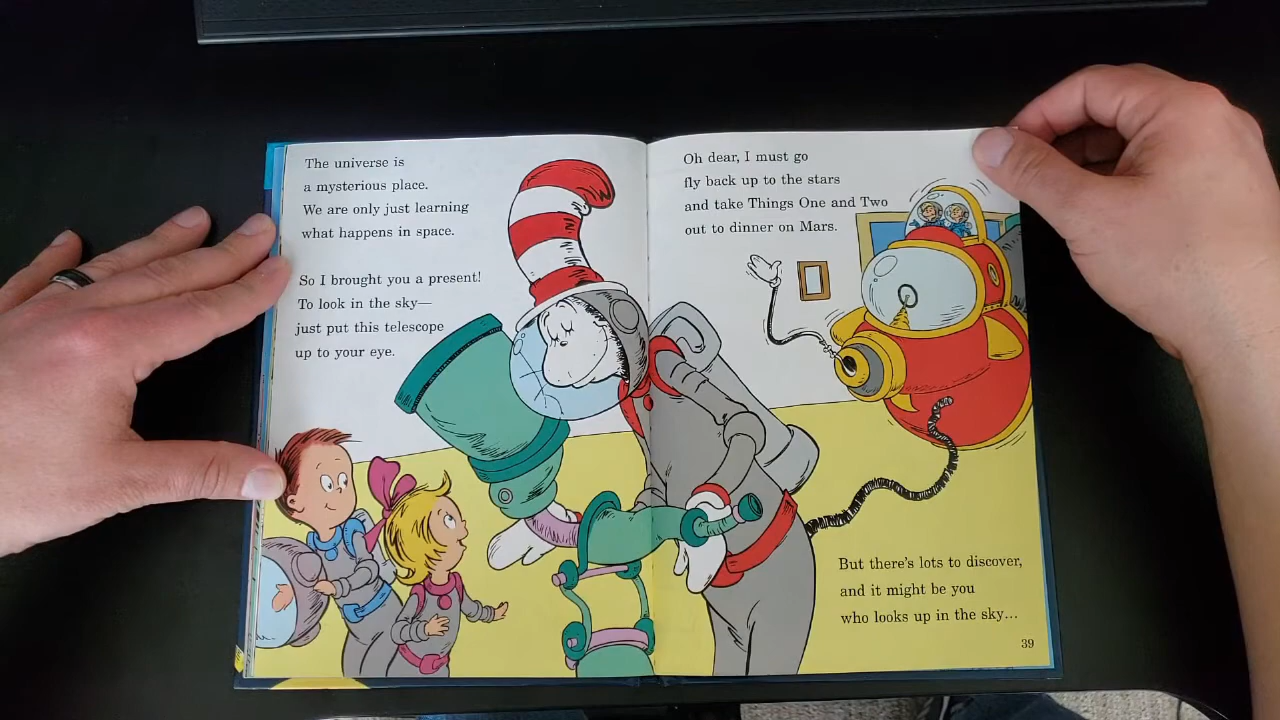 The universe is
a mysterious place.
We are only just learning
what happens in space.
So I brought you a present!
To look in the sky—
just put this telescope
up to your eye.
Oh dear, I must go
fly back up to the stars
and take Things One and Two
out to dinner on Mars.
But there's lots to discover,
and it might be you
who looks up in the sky...
39